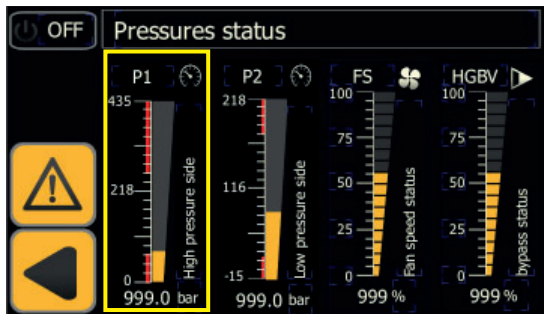 OFF
Pressures status
P1
435
218
0
High pressure side
999.0 bar
P2
218
116
-15
Low pressure side
999.0 bar
FS
100
75
50
25
0
Fan speed status
999 %
HGBV
100
75
50
25
0
bypass status
999 %